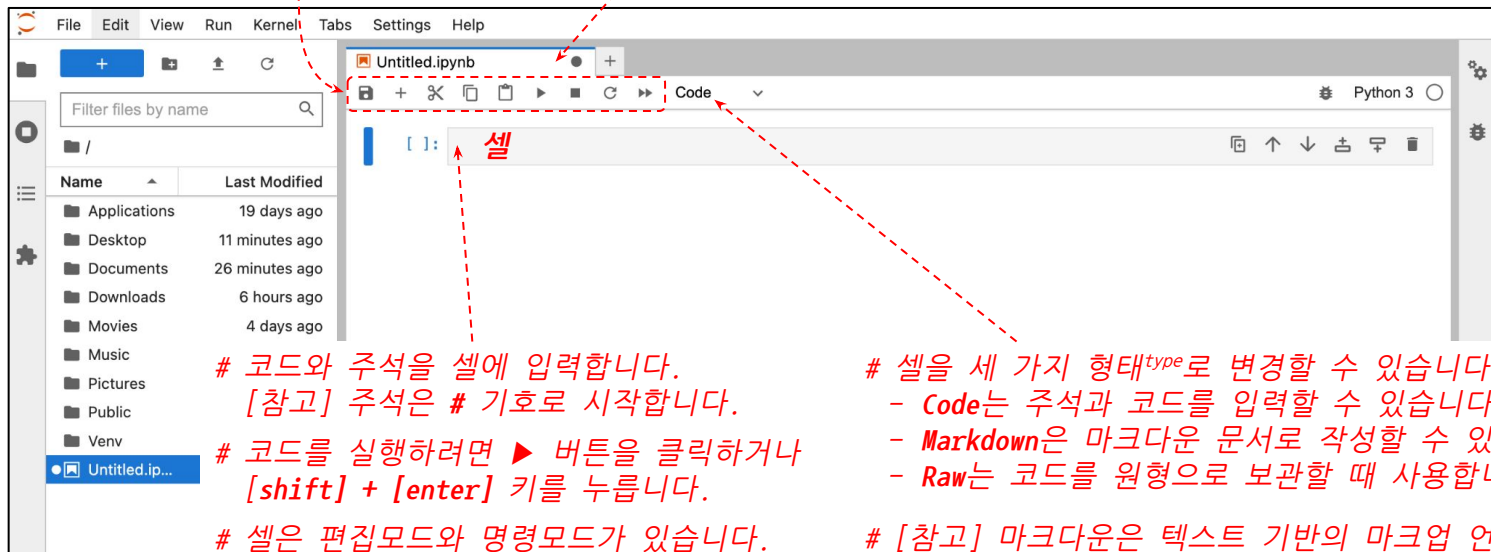 File Edit View Run Kernel Tabs Settings Help
Untitled.ipynb
Code
Python 3
Filter files by name
/
[ ]: 셀
Name Last Modified
Applications 19 days ago
Desktop 11 minutes ago
Documents 26 minutes ago
Downloads 6 hours ago
Movies 4 days ago
Music
Pictures
Public
Venv
Untitled.ip...
# 코드와 주석을 셀에 입력합니다.
[참고] 주석은 # 기호로 시작합니다.
# 코드를 실행하려면 ▶ 버튼을 클릭하거나
[shift] + [enter] 키를 누릅니다.
# 셀은 편집모드와 명령모드가 있습니다.
# 셀을 세 가지 형태type로 변경할 수 있습니다
- Code는 주석과 코드를 입력할 수 있습니다
- Markdown은 마크다운 문서로 작성할 수 있
- Raw는 코드를 원형으로 보관할 때 사용합
# [참고] 마크다운은 텍스트 기반의 마크업 언